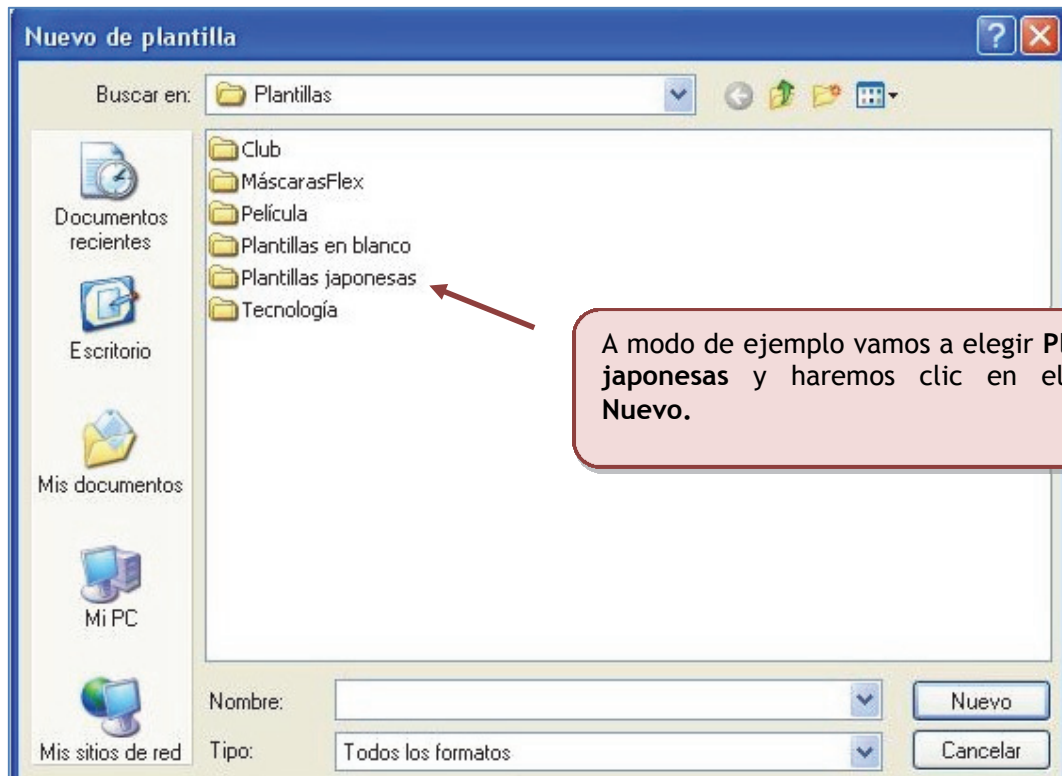 Nuevo de plantilla
Buscar en: Plantillas
Club
MáscarasFlex
Película
Plantillas en blanco
Plantillas japonesas
Tecnología
Documentos
recientes
Escritorio
Mis documentos
Mi PC
Mis sitios de red
A modo de ejemplo vamos a elegir
japonesas y haremos clic en el
Nuevo.
Nombre: Nuevo
Tipo: Todos los formatos Cancelar